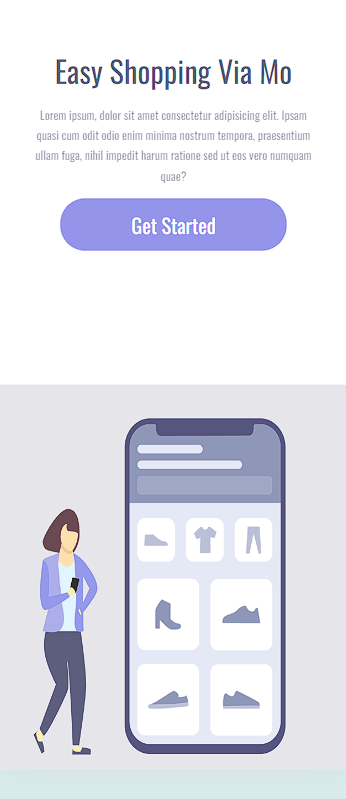 Easy Shopping Via Mo
Lorem ipsum, dolor sit amet consectetur adipisicing elit. Ipsam
quasi cum odit odio enim minima nostrum tempora, praesentium
ullam fuga, nihil impedit harum ratione sed ut eos vero numquam
quae?
Get Started